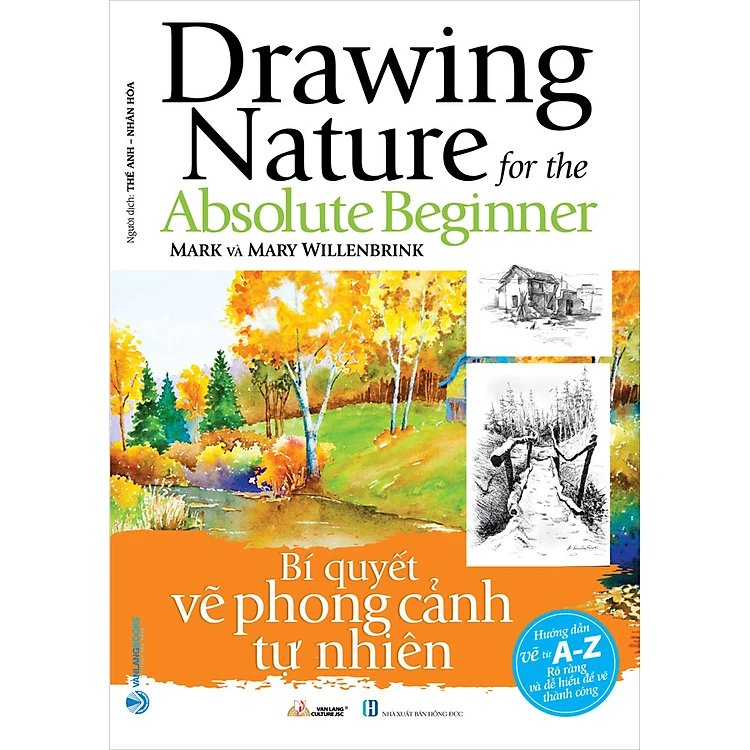 Drawing
Nature for the
Absolute Beginner
MARK VÀ MARY WILLENBRINK
Người dịch: THẾ ANH – NHÂN HÒA
Bí quyết
vẽ phong cảnh
tự nhiên
Hướng dẫn
vẽ từ A-Z
Rõ ràng
và dễ hiểu để vẽ
thành công
VANLANGBOOKS
VAN LANG
CULTURE JSC
NHÀ XUẤT BẢN HỒNG ĐỨC